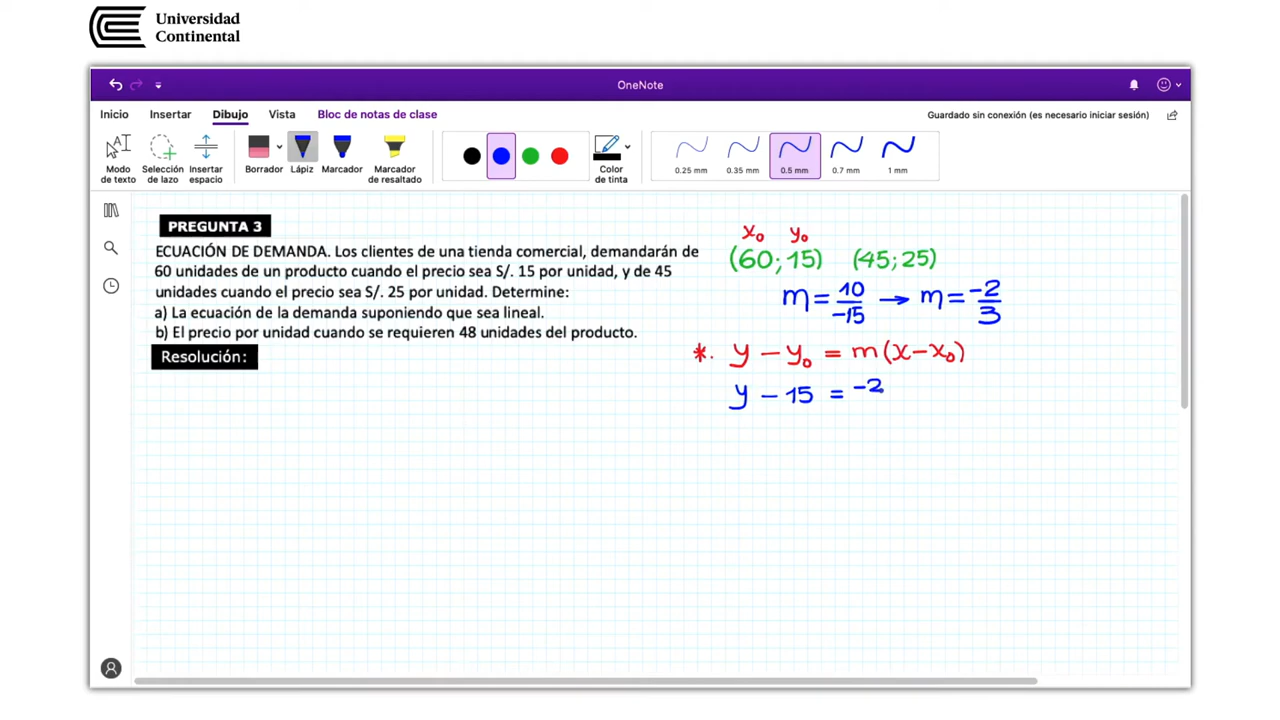 Universidad
Continental
OneNote
Inicio Insertar Dibujo Vista Bloc de notas de clase
Guardado sin conexión (es necesario iniciar sesión)
Modo de texto
Selección de lazo
Insertar espacio
Borrador
Lápiz
Marcador
Marcador de resaltado
Color de tinta
0.25 mm 0.35 mm 0.5 mm 0.7 mm 1 mm
PREGUNTA 3
ECUACIÓN DE DEMANDA. Los clientes de una tienda comercial, demandarán de
60 unidades de un producto cuando el precio sea S/. 15 por unidad, y de 45
unidades cuando el precio sea S/. 25 por unidad. Determine:
a) La ecuación de la demanda suponiendo que sea lineal.
b) El precio por unidad cuando se requieren 48 unidades del producto.
Resolución:
x₀ y₀
(60; 15) (45; 25)
m = 10/-15 → m = -2/3
*. y - y₀ = m(x - x₀)
y - 15 = -2